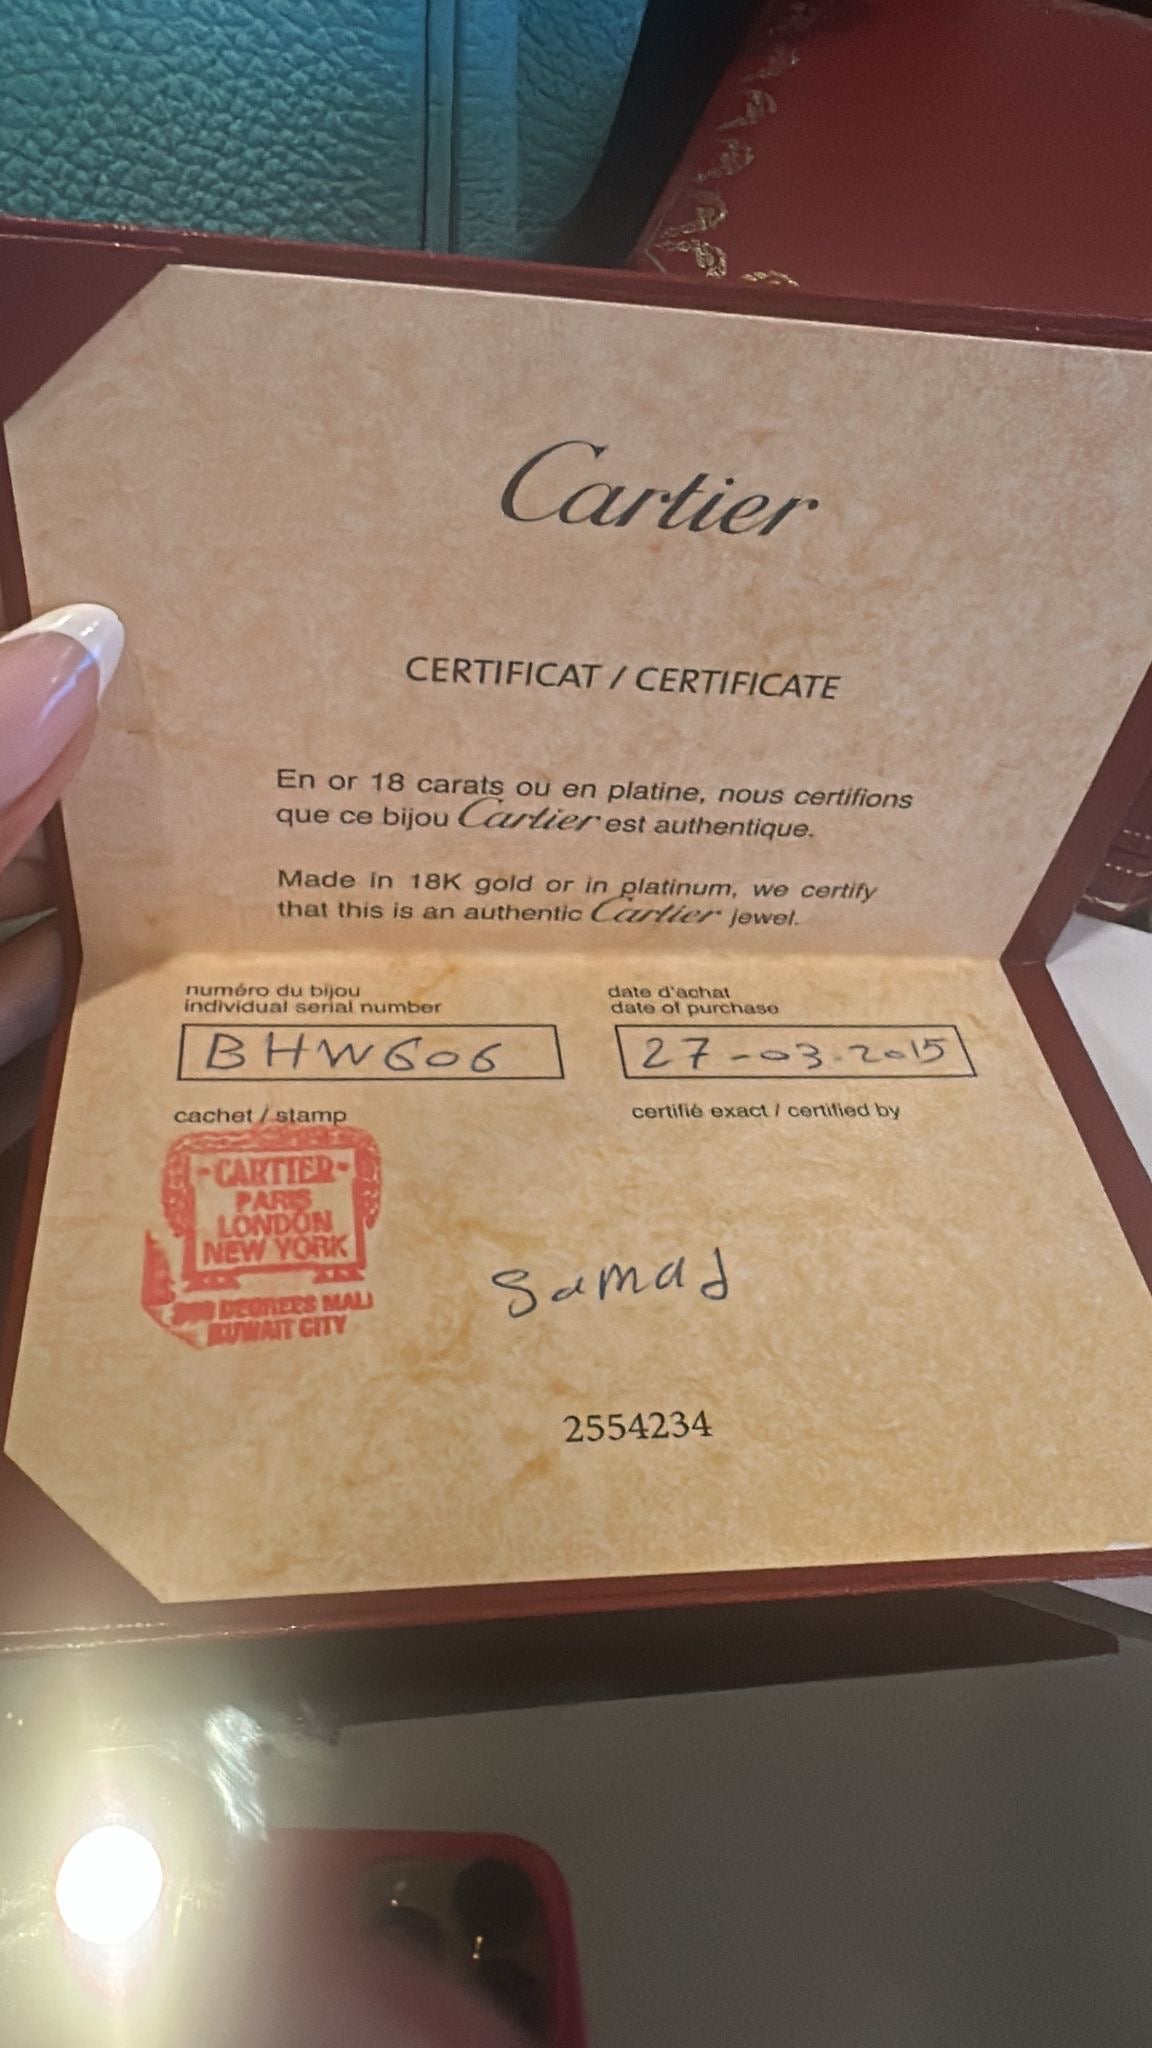 Cartier
CERTIFICAT / CERTIFICATE
En or 18 carats ou en platine, nous certifions
que ce bijou Cartier est authentique.
Made in 18K gold or in platinum, we certify
that this is an authentic Cartier jewel.
numéro du bijou
individual serial number
BHW606
date d'achat
date of purchase
27-03.2015
cachet / stamp
certifié exact / certified by
-CARTIER-
PARIS
LONDON
NEW YORK
DEGREES MALL
KUWAIT CITY
Samad
2554234